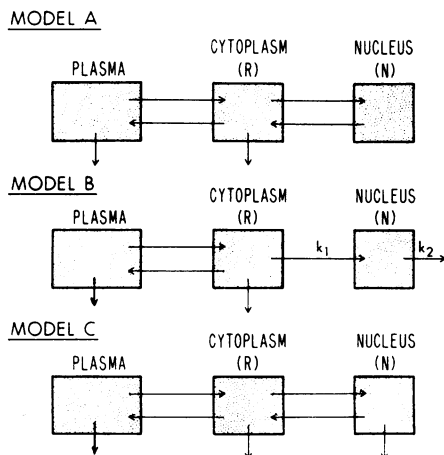 MODEL A
PLASMA
CYTOPLASM
(R)
NUCLEUS
(N)
MODEL B
PLASMA
CYTOPLASM
(R)
NUCLEUS
(N)
k₁
k₂
MODEL C
PLASMA
CYTOPLASM
(R)
NUCLEUS
(N)